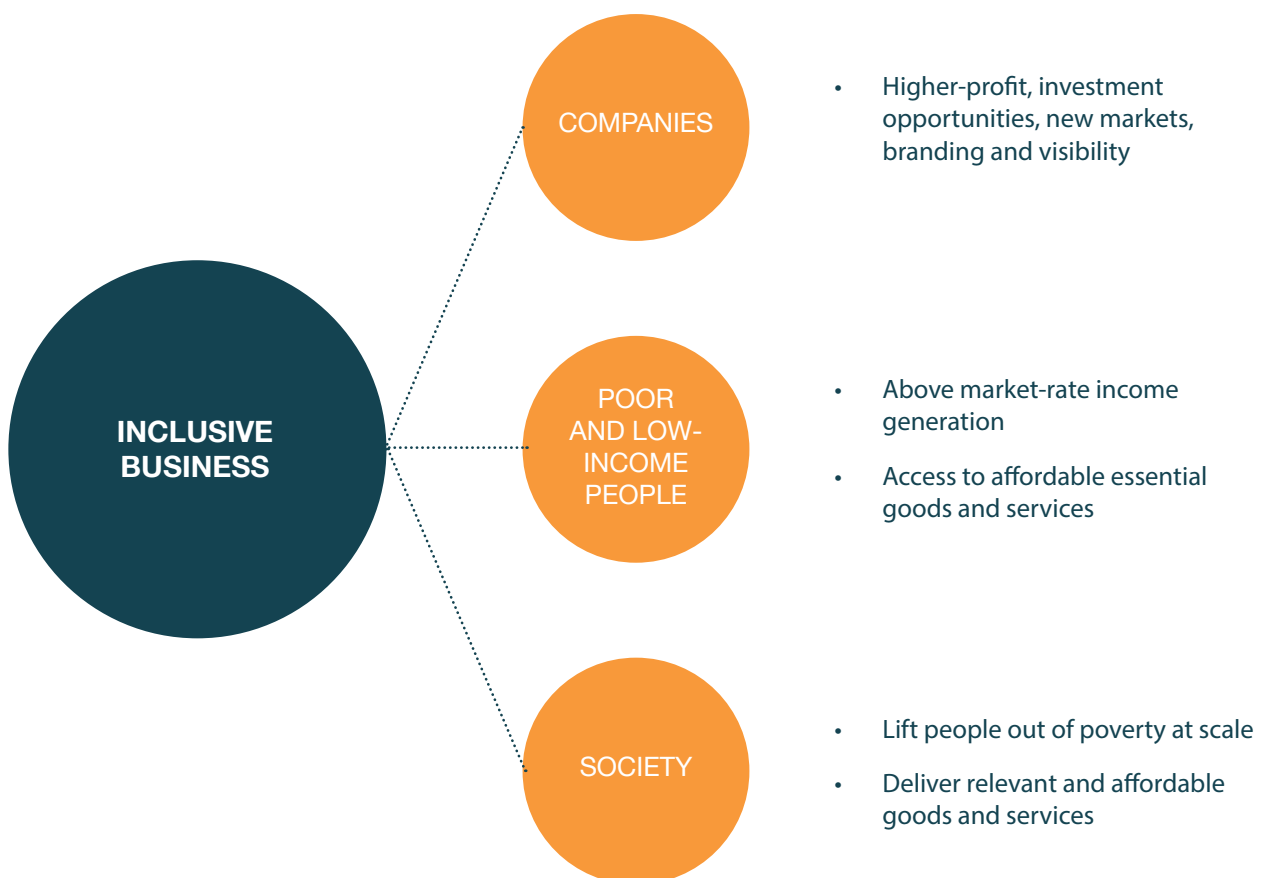 INCLUSIVE
BUSINESS
COMPANIES
• Higher-profit, investment
opportunities, new markets,
branding and visibility
POOR
AND LOW-
INCOME
PEOPLE
• Above market-rate income
generation
• Access to affordable essential
goods and services
SOCIETY
• Lift people out of poverty at scale
• Deliver relevant and affordable
goods and services